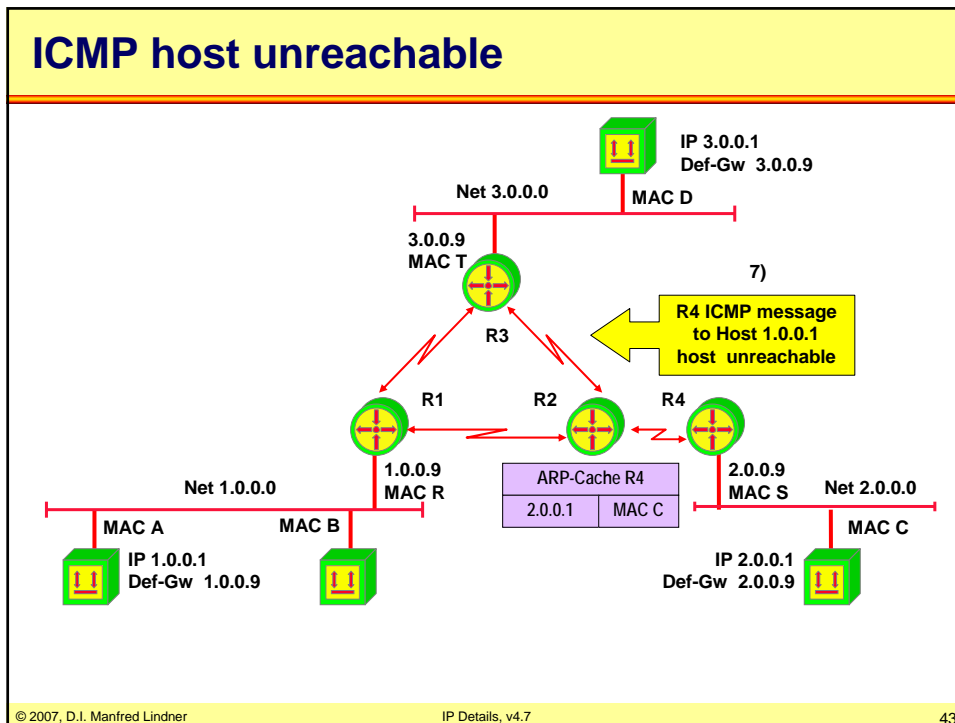 ICMP host unreachable
IP 3.0.0.1
Def-Gw 3.0.0.9
Net 3.0.0.0
MAC D
3.0.0.9
MAC T
7)
R4 ICMP message
to Host 1.0.0.1
host unreachable
R3
R1
R2
R4
1.0.0.9
MAC R
ARP-Cache R4
2.0.0.1
MAC C
2.0.0.9
MAC S
Net 1.0.0.0
Net 2.0.0.0
MAC A
MAC B
MAC C
IP 1.0.0.1
Def-Gw 1.0.0.9
IP 2.0.0.1
Def-Gw 2.0.0.9
© 2007, D.I. Manfred Lindner
IP Details, v4.7
43